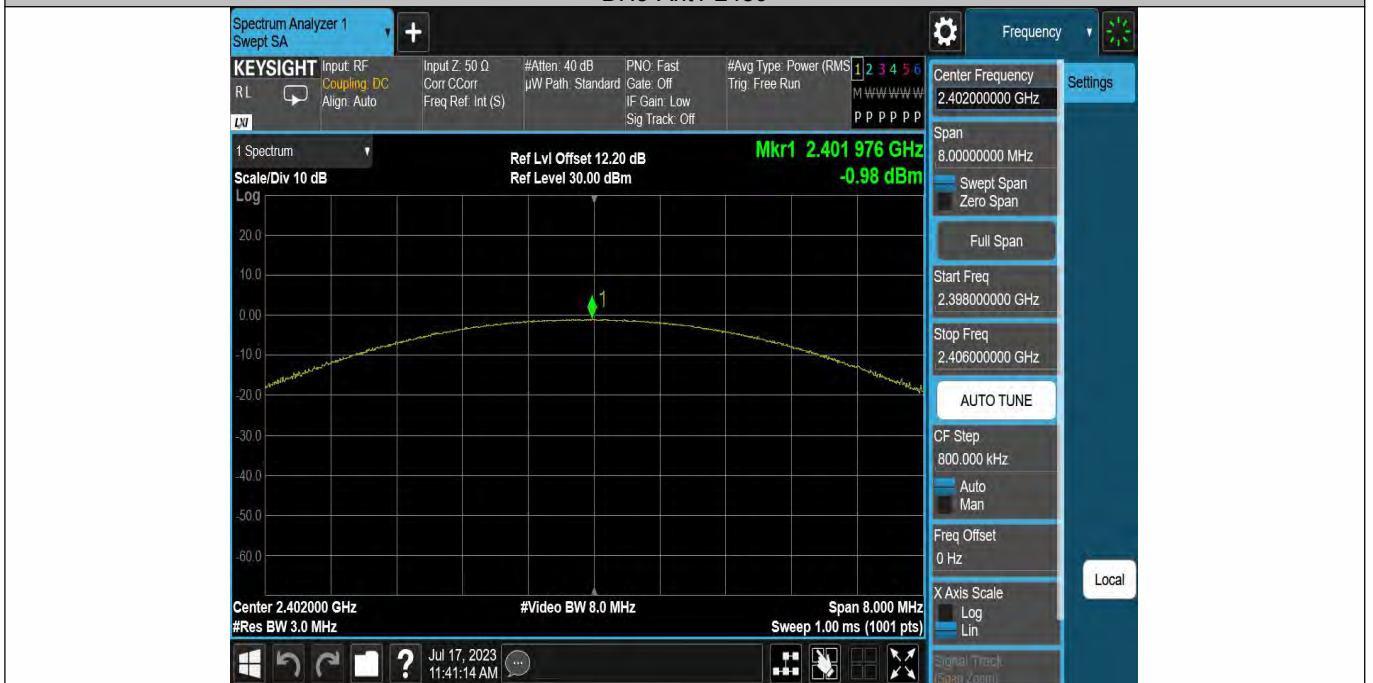 Spectrum Analyzer 1
Swept SA
Frequency
KEYSIGHT
RL
LXI
Input: RF
Coupling: DC
Align: Auto
Input Z: 50 Ω
Corr CCorr
Freq Ref: Int (S)
#Atten: 40 dB
µW Path: Standard
PNO: Fast
Gate: Off
IF Gain: Low
Sig Track: Off
#Avg Type: Power (RMS
Trig: Free Run
1 2 3 4 5 6
M W W W W W
P P P P P P
Center Frequency
2.402000000 GHz
Settings
Span
8.00000000 MHz
Swept Span
Zero Span
Full Span
Start Freq
2.398000000 GHz
Stop Freq
2.406000000 GHz
AUTO TUNE
CF Step
800.000 kHz
Auto
Man
Freq Offset
0 Hz
X Axis Scale
Log
Lin
Signal Track
(Span Zoom)
Local
1 Spectrum
Scale/Div 10 dB
Ref Lvl Offset 12.20 dB
Ref Level 30.00 dBm
Mkr1 2.401 976 GHz
-0.98 dBm
Log
20.0
10.0
0.00
-10.0
-20.0
-30.0
-40.0
-50.0
-60.0
1
Center 2.402000 GHz
#Video BW 8.0 MHz
Span 8.000 MHz
#Res BW 3.0 MHz
Sweep 1.00 ms (1001 pts)
?
Jul 17, 2023
11:41:14 AM